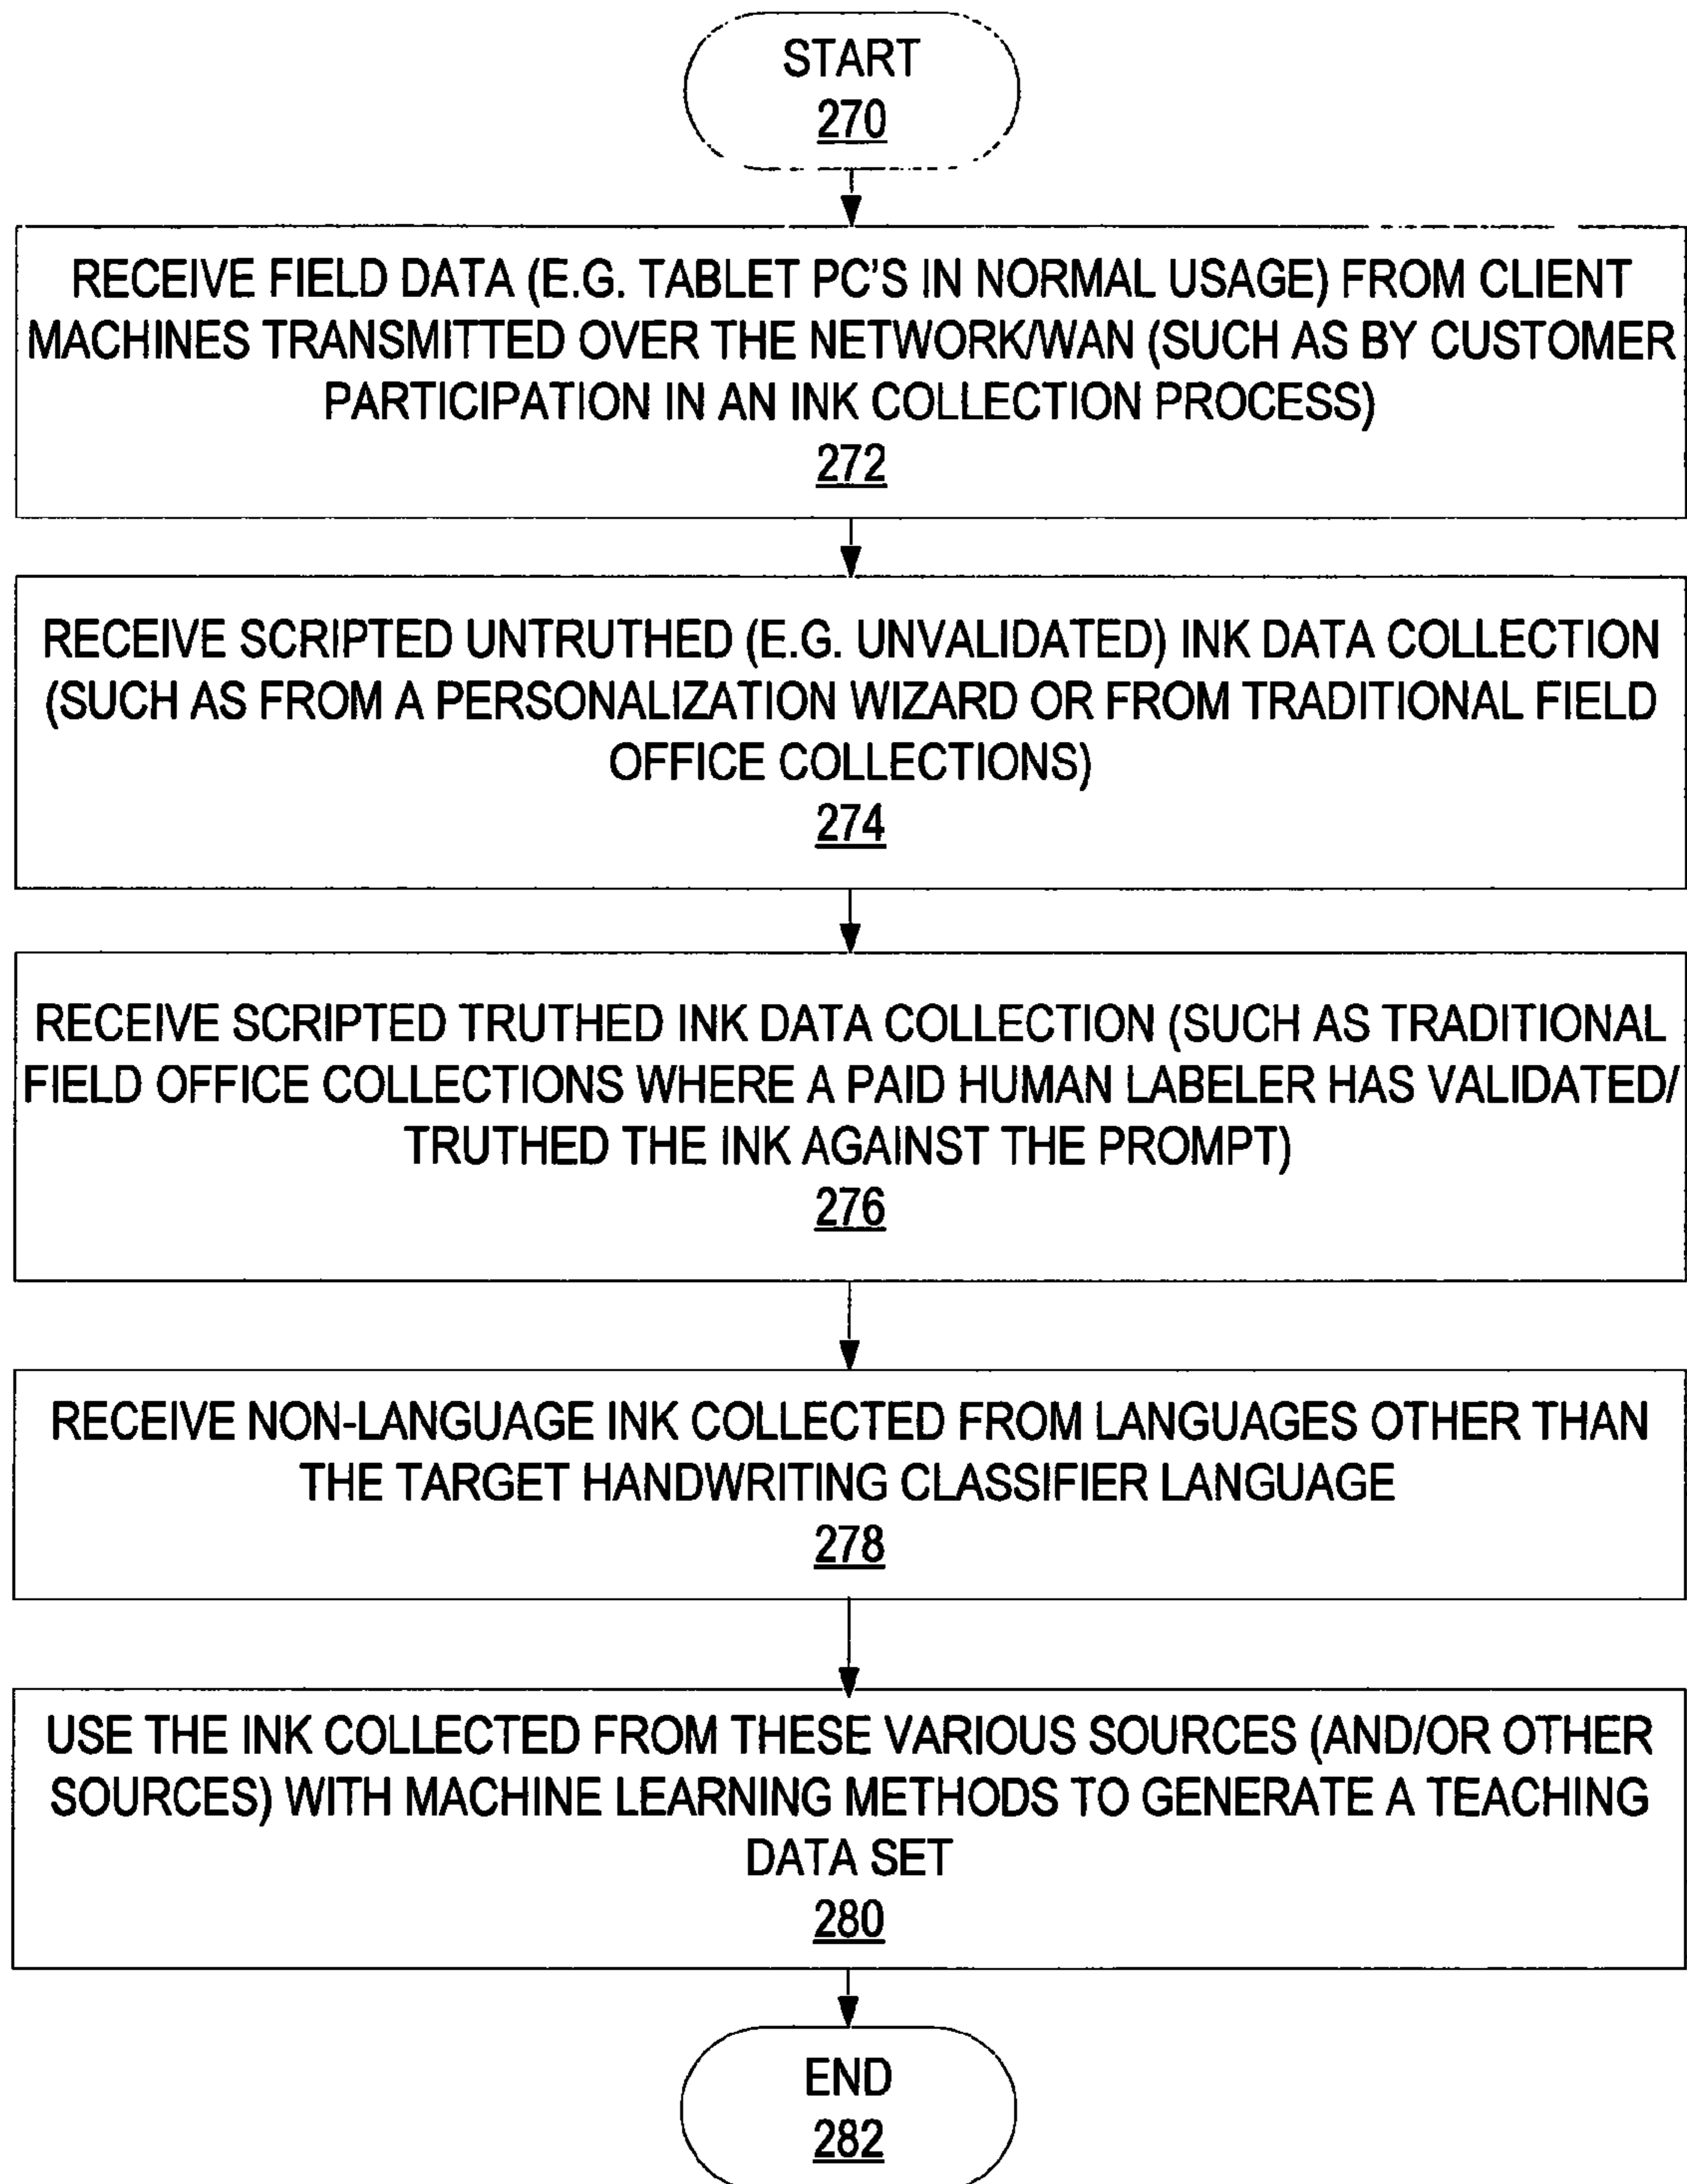 START
270
RECEIVE FIELD DATA (E.G. TABLET PC'S IN NORMAL USAGE) FROM CLIENT
MACHINES TRANSMITTED OVER THE NETWORK/WAN (SUCH AS BY CUSTOMER
PARTICIPATION IN AN INK COLLECTION PROCESS)
272
RECEIVE SCRIPTED UNTRUTHED (E.G. UNVALIDATED) INK DATA COLLECTION
(SUCH AS FROM A PERSONALIZATION WIZARD OR FROM TRADITIONAL FIELD
OFFICE COLLECTIONS)
274
RECEIVE SCRIPTED TRUTHED INK DATA COLLECTION (SUCH AS TRADITIONAL
FIELD OFFICE COLLECTIONS WHERE A PAID HUMAN LABELER HAS VALIDATED/
TRUTHED THE INK AGAINST THE PROMPT)
276
RECEIVE NON-LANGUAGE INK COLLECTED FROM LANGUAGES OTHER THAN
THE TARGET HANDWRITING CLASSIFIER LANGUAGE
278
USE THE INK COLLECTED FROM THESE VARIOUS SOURCES (AND/OR OTHER
SOURCES) WITH MACHINE LEARNING METHODS TO GENERATE A TEACHING
DATA SET
280
END
282